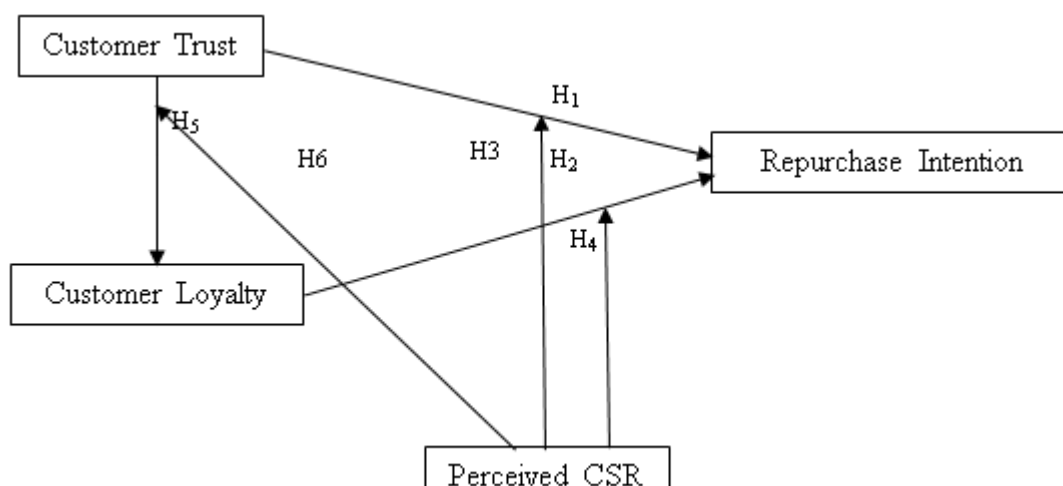 Customer Trust
H1
H5
H6
H3
H2
Repurchase Intention
H4
Customer Loyalty
Perceived CSR